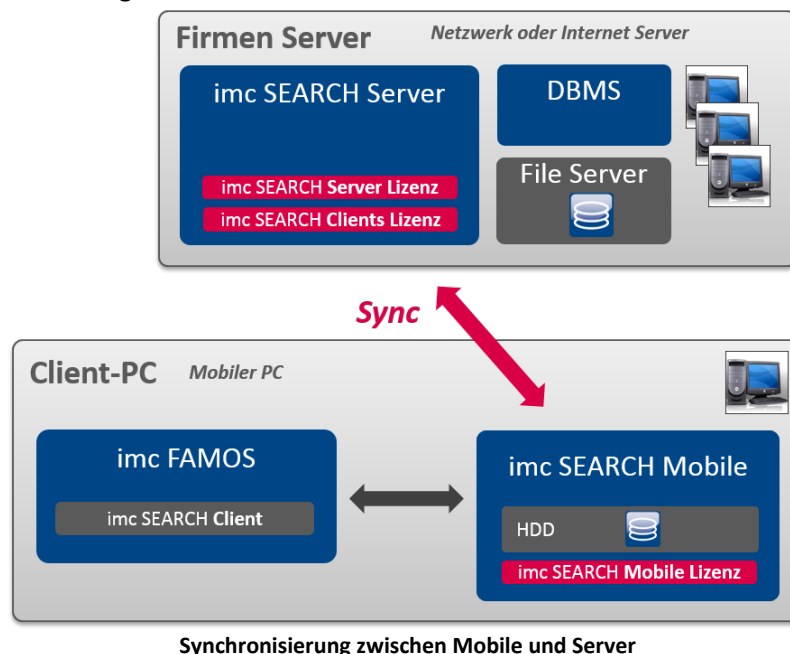 Firmen Server
Netzwerk oder Internet Server
imc SEARCH Server
imc SEARCH Server Lizenz
imc SEARCH Clients Lizenz
DBMS
File Server
Sync
Client-PC
Mobiler PC
imc FAMOS
imc SEARCH Client
imc SEARCH Mobile
HDD
imc SEARCH Mobile Lizenz
Synchronisierung zwischen Mobile und Server